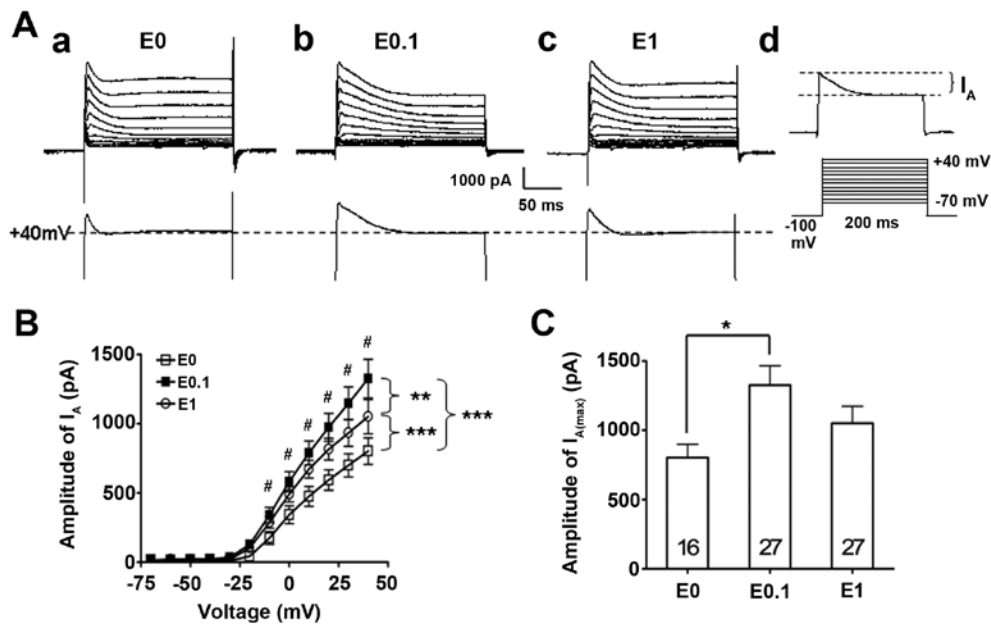 A
a
E0
b
E0.1
c
E1
d
I_A
1000 pA
50 ms
+40mV
+40 mV
-70 mV
-100 mV
200 ms
B
Amplitude of I_A (pA)
1500
1000
500
0
E0
E0.1
E1
# # # # # #
**
***
***
-75 -50 -25 0 25 50
Voltage (mV)
C
*
Amplitude of I_A(max) (pA)
1500
1000
500
0
16 27 27
E0 E0.1 E1